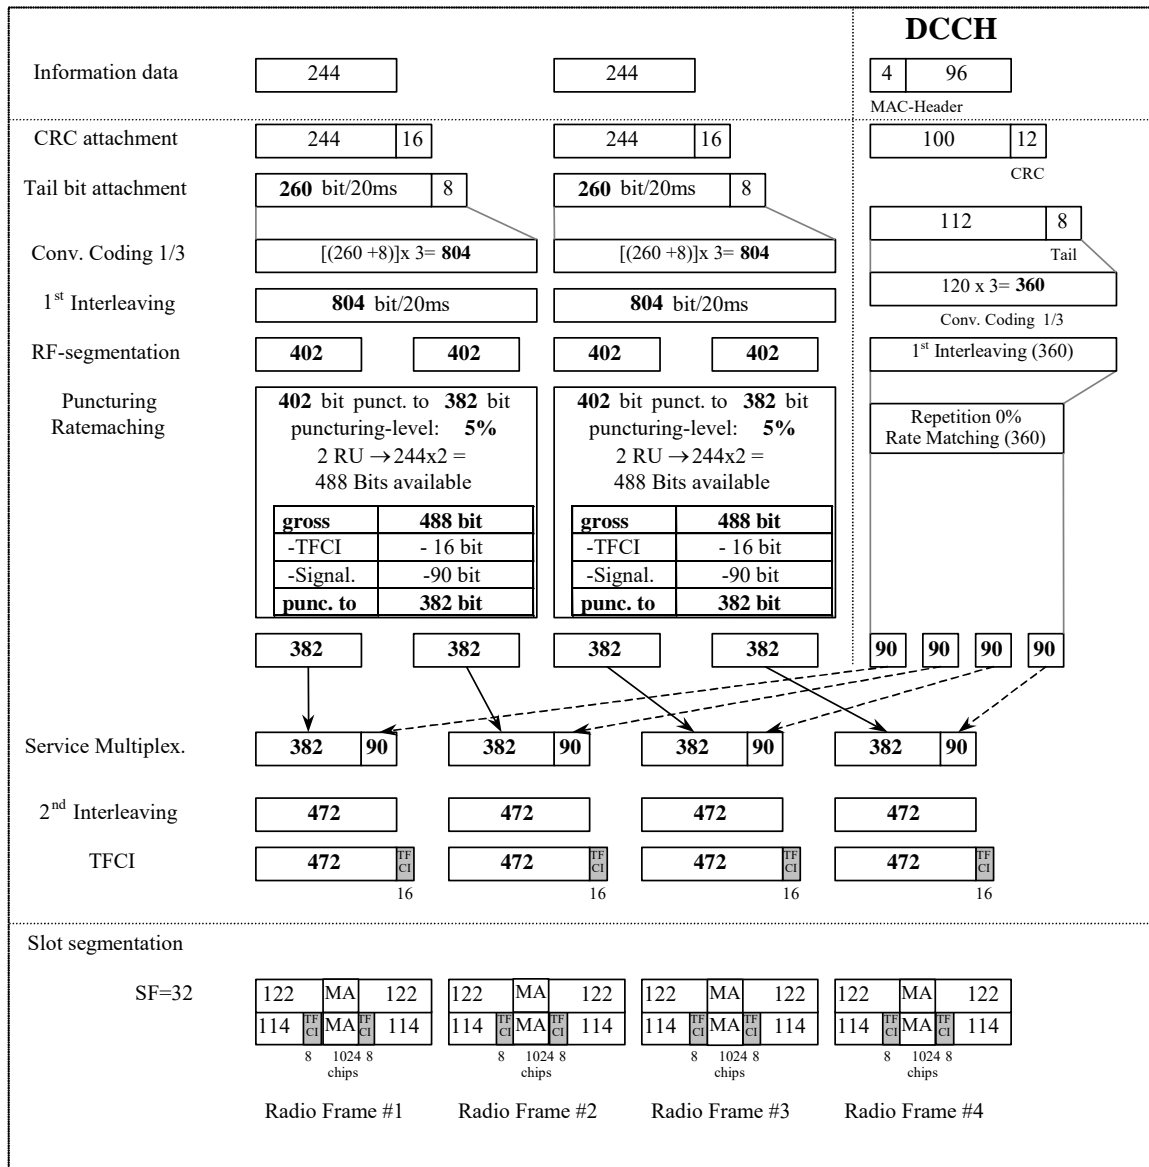 DCCH
Information data 244 244 4 96
MAC-Header
CRC attachment 244 16 244 16 100 12
CRC
Tail bit attachment 260 bit/20ms 8 260 bit/20ms 8
112 8
Tail
Conv. Coding 1/3 [(260 +8)]x 3= 804 [(260 +8)]x 3= 804
120 x 3= 360
Conv. Coding 1/3
1st Interleaving 804 bit/20ms 804 bit/20ms
RF-segmentation 402 402 402 402 1st Interleaving (360)
Puncturing 402 bit punct. to 382 bit 402 bit punct. to 382 bit
Ratemaching puncturing-level: 5% puncturing-level: 5%
Repetition 0%
Rate Matching (360)
2 RU →244x2 = 2 RU →244x2 =
488 Bits available 488 Bits available
gross 488 bit gross 488 bit
-TFCI - 16 bit -TFCI - 16 bit
-Signal. -90 bit -Signal. -90 bit
punc. to 382 bit punc. to 382 bit
382 382 382 382 90 90 90 90
Service Multiplex. 382 90 382 90 382 90 382 90
2nd Interleaving 472 472 472 472
TFCI 472 TF CI 472 TF CI 472 TF CI 472 TF CI
16 16 16 16
Slot segmentation
SF=32 122 MA 122 122 MA 122 122 MA 122 122 MA 122
114 TF CI MA TF CI 114 114 TF CI MA TF CI 114 114 TF CI MA TF CI 114 114 TF CI MA TF CI 114
8 1024 8 8 1024 8 8 1024 8 8 1024 8
chips chips chips chips
Radio Frame #1 Radio Frame #2 Radio Frame #3 Radio Frame #4